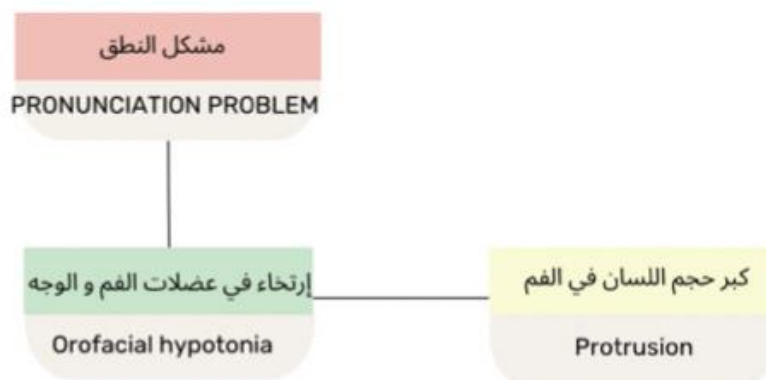 مشكل النطق
PRONUNCIATION PROBLEM
إرتخاء في عضلات الفم و الوجه
Orofacial hypotonia
كبر حجم اللسان في الفم
Protrusion